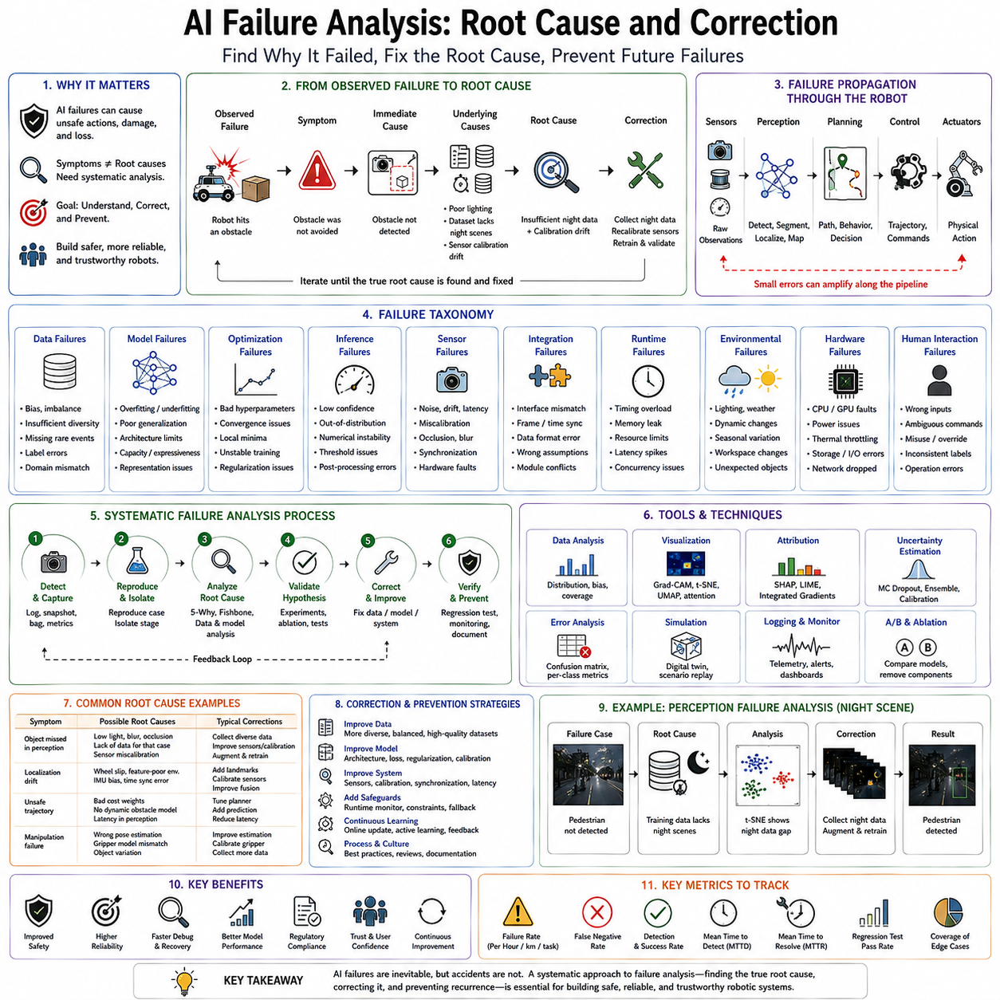 AI Failure Analysis: Root Cause and Correction
Find Why It Failed, Fix the Root Cause, Prevent Future Failures
1. WHY IT MATTERS
AI failures can cause
unsafe actions, damage,
and loss.
Symptoms ≠ Root causes
Need systematic analysis.
Goal: Understand, Correct,
and Prevent.
Build safer, more reliable,
and trustworthy robots.
2. FROM OBSERVED FAILURE TO ROOT CAUSE
Observed
Failure
Robot hits
an obstacle
Symptom
Obstacle was
not avoided
Immediate
Cause
Obstacle not
detected
Underlying
Causes
• Poor lighting
• Dataset lacks
night scenes
• Sensor calibration
drift
Root Cause
Insufficient night data
+ Calibration drift
Correction
Collect night data
Recalibrate sensors
Retrain & validate
Iterate until the true root cause is found and fixed
3. FAILURE PROPAGATION
THROUGH THE ROBOT
Sensors
Raw
Observations
Perception
Detect, Segment,
Localize, Map
Planning
Path, Behavior,
Decision
Control
Trajectory,
Commands
Actuators
Physical
Action
Small errors can amplify along the pipeline
4. FAILURE TAXONOMY
Data Failures
• Bias, imbalance
• Insufficient diversity
• Missing rare events
• Label errors
• Domain mismatch
Model Failures
• Overfitting / underfitting
• Poor generalization
• Architecture limits
• Capacity / expressiveness
• Representation issues
Optimization
Failures
• Bad hyperparameters
• Convergence issues
• Local minima
• Unstable training
• Regularization issues
Inference
Failures
• Low confidence
• Out-of-distribution
• Numerical instability
• Threshold issues
• Post-processing errors
Sensor
Failures
• Noise, drift, latency
• Miscalibration
• Occlusion, blur
• Synchronization
• Hardware faults
Integration
Failures
• Interface mismatch
• Frame / time sync
• Data format error
• Wrong assumptions
• Module conflicts
Runtime
Failures
• Timing overload
• Memory leak
• Resource limits
• Latency spikes
• Concurrency issues
Environmental
Failures
• Lighting, weather
• Dynamic changes
• Seasonal variation
• Workspace changes
• Unexpected objects
Hardware
Failures
• CPU / GPU faults
• Power issues
• Thermal throttling
• Storage / I/O errors
• Network dropped
Human Interaction
Failures
• Wrong inputs
• Ambiguous commands
• Misuse / override
• Inconsistent labels
• Operation errors
5. SYSTEMATIC FAILURE ANALYSIS PROCESS
1
Detect
& Capture
Log, snapshot,
bag, metrics
2
Reproduce
& Isolate
Reproduce case
Isolate stage
3
Analyze
Root Cause
5-Why, Fishbone,
Data & model
analysis
4
Validate
Hypothesis
Experiments,
ablation, tests
5
Correct
& Improve
Fix data / model /
system
6
Verify
& Prevent
Regression test,
monitoring,
document
Feedback Loop
6. TOOLS & TECHNIQUES
Data Analysis
Distribution, bias,
coverage
Visualization
Grad-CAM, t-SNE,
UMAP, attention
Attribution
SHAP, LIME,
Integrated Gradients
Uncertainty
Estimation
MC Dropout, Ensemble,
Calibration
Error Analysis
Confusion matrix,
per-class metrics
Simulation
Digital twin,
scenario replay
Logging & Monitor
Telemetry, alerts,
dashboards
A/B & Ablation
A B
Compare models,
remove components
7. COMMON ROOT CAUSE EXAMPLES
Symptom Possible Root Causes Typical Corrections
Object missed
in perception
Low light, blur, occlusion
Lack of data for that case
Sensor miscalibration
Collect diverse data
Improve sensors/calibration
Augment & retrain
Localization
drift
Wheel slip, feature-poor env.
IMU bias, time sync error
Add landmarks
Calibrate sensors
Improve fusion
Unsafe
trajectory
Bad cost weights
No dynamic obstacle model
Latency in perception
Tune planner
Add prediction
Reduce latency
Manipulation
failure
Wrong pose estimation
Gripper model mismatch
Object variation
Improve estimation
Calibrate gripper
Collect more data
8. CORRECTION & PREVENTION STRATEGIES
Improve Data
More diverse, balanced, high-quality datasets
Improve Model
Architecture, loss, regularization, calibration
Improve System
Sensors, calibration, synchronization, latency
Add Safeguards
Runtime monitor, constraints, fallback
Continuous Learning
Online update, active learning, feedback
Process & Culture
Best practices, reviews, documentation
9. EXAMPLE: PERCEPTION FAILURE ANALYSIS (NIGHT SCENE)
Failure Case
Pedestrian
not detected
Root Cause
Training data lacks
night scenes
Analysis
t-SNE shows
night data gap
Correction
Collect night data
Augment & retrain
Result
Pedestrian
detected
10. KEY BENEFITS
Improved
Safety
Higher
Reliability
Faster Debug
& Recovery
Better Model
Performance
Regulatory
Compliance
Trust & User
Confidence
Continuous
Improvement
11. KEY METRICS TO TRACK
Failure Rate
(Per Hour / km / task)
False Negative
Rate
Detection
& Success Rate
Mean Time to
Detect (MTTD)
Mean Time to
Resolve (MTTR)
Regression Test
Pass Rate
Coverage of
Edge Cases
KEY TAKEAWAY
AI failures are inevitable, but accidents are not. A systematic approach to failure analysis—finding the true root cause,
correcting it, and preventing recurrence—is essential for building safe, reliable, and trustworthy robotic systems.